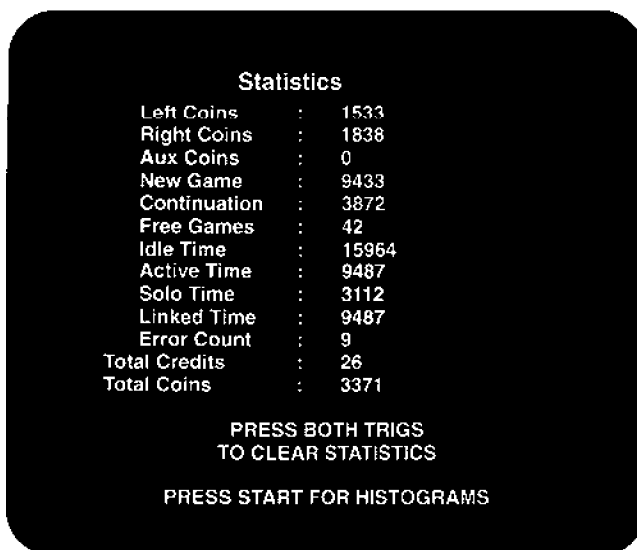 Statistics
Left Coins : 1533
Right Coins : 1838
Aux Coins : 0
New Game : 9433
Continuation : 3872
Free Games : 42
Idle Time : 15964
Active Time : 9487
Solo Time : 3112
Linked Time : 9487
Error Count : 9
Total Credits : 26
Total Coins : 3371
PRESS BOTH TRIGS
TO CLEAR STATISTICS
PRESS START FOR HISTOGRAMS